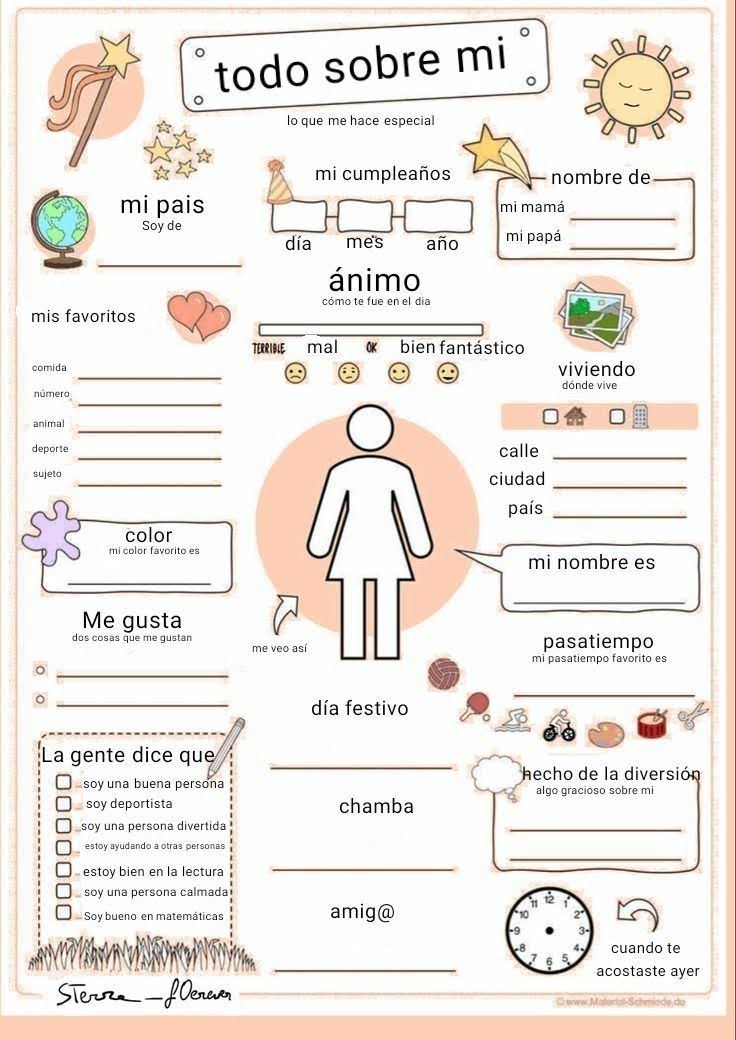 todo sobre mi
lo que me hace especial
mi cumpleaños
día mes año
nombre de
mi mamá
mi papá
mi pais
Soy de
ánimo
cómo te fue en el dia
TERRIBLE mal OK bien fantástico
mis favoritos
comida
número
animal
deporte
sujeto
viviendo
dónde vive
calle
ciudad
país
color
mi color favorito es
mi nombre es
Me gusta
dos cosas que me gustan
me veo así
pasatiempo
mi pasatiempo favorito es
día festivo
La gente dice que
... soy una buena persona
... soy deportista
...soy una persona divertida
... estoy ayudando a otras personas
... estoy bien en la lectura
... soy una persona calmada
... Soy bueno en matemáticas
chamba
amig@
hecho de la diversión
algo gracioso sobre mi
12
1
2
3
4
5
6
7
8
9
10
11
cuando te
acostaste ayer
© www.Material-Schmiede.de